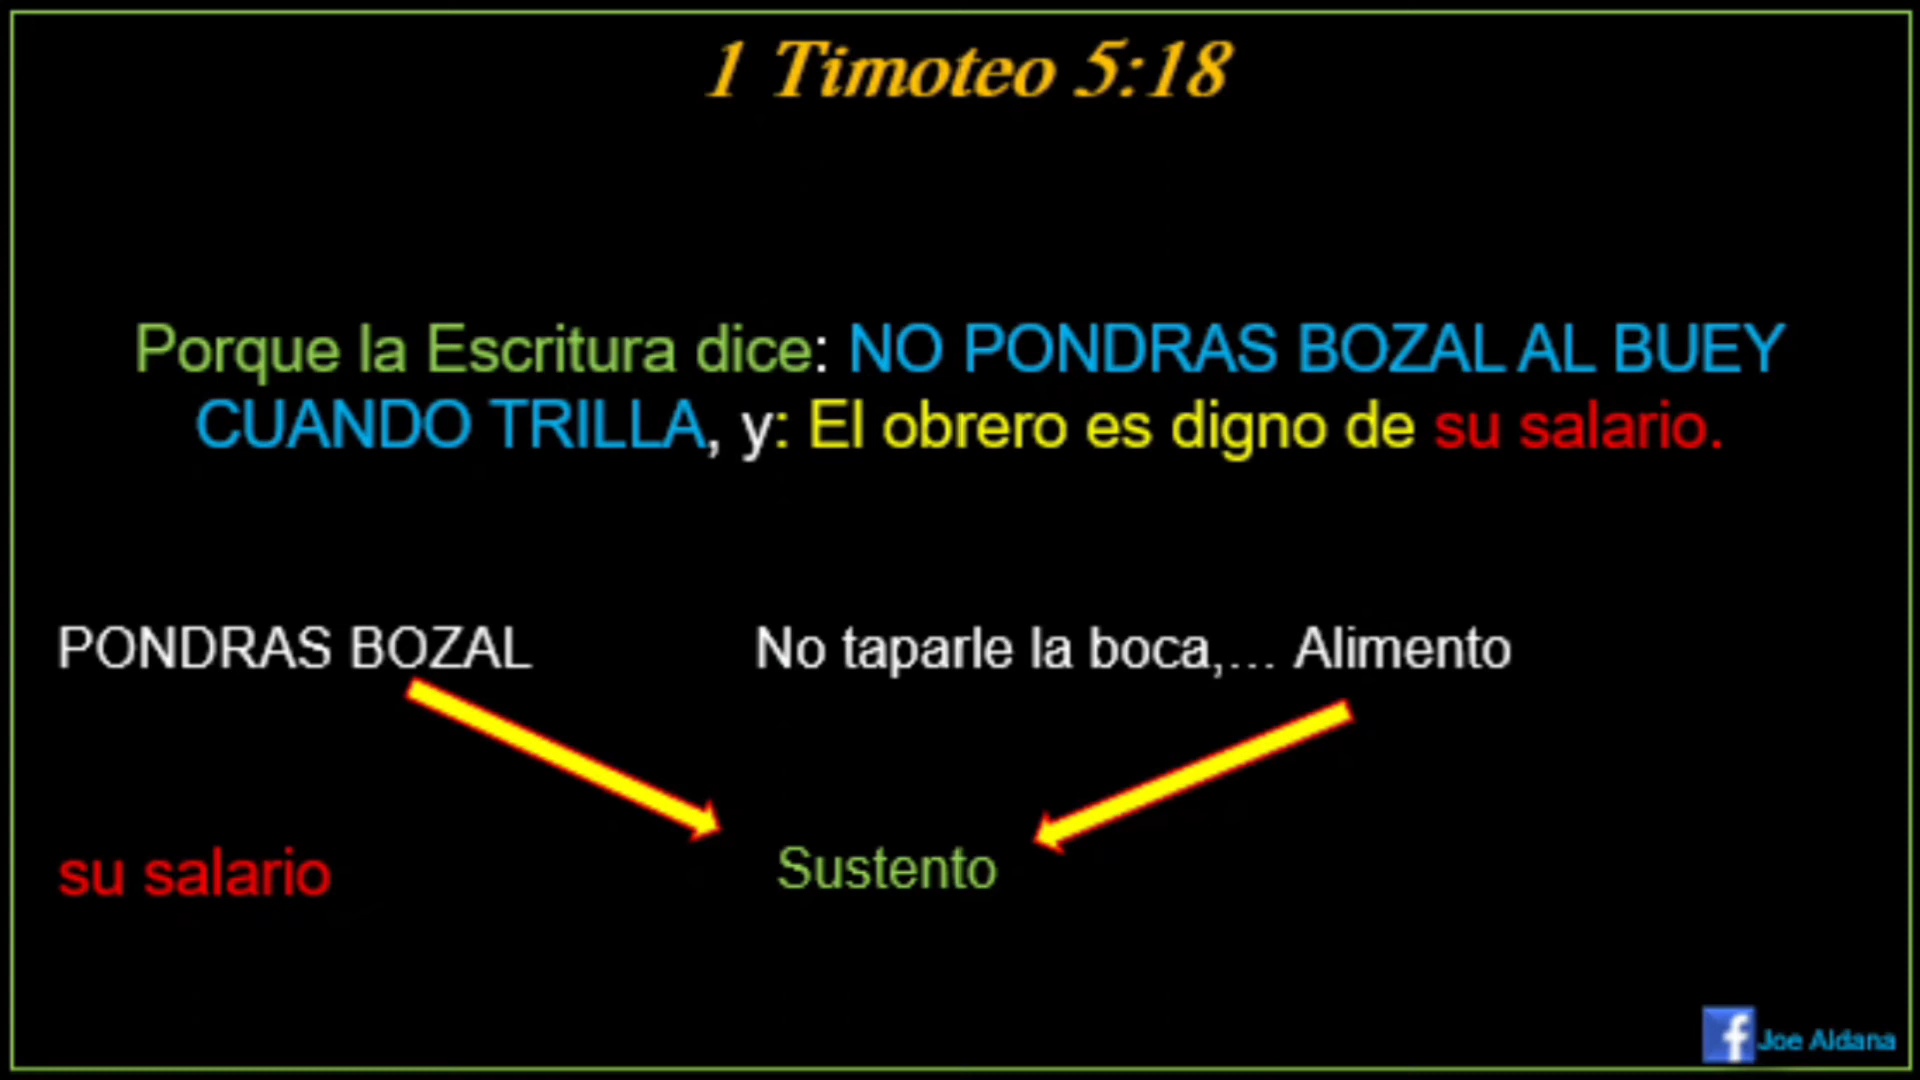 1 Timoteo 5:18
Porque la Escritura dice: NO PONDRAS BOZAL AL BUEY
CUANDO TRILLA, y: El obrero es digno de su salario.
PONDRAS BOZAL No taparle la boca,... Alimento
su salario Sustento
f Joe Aldana